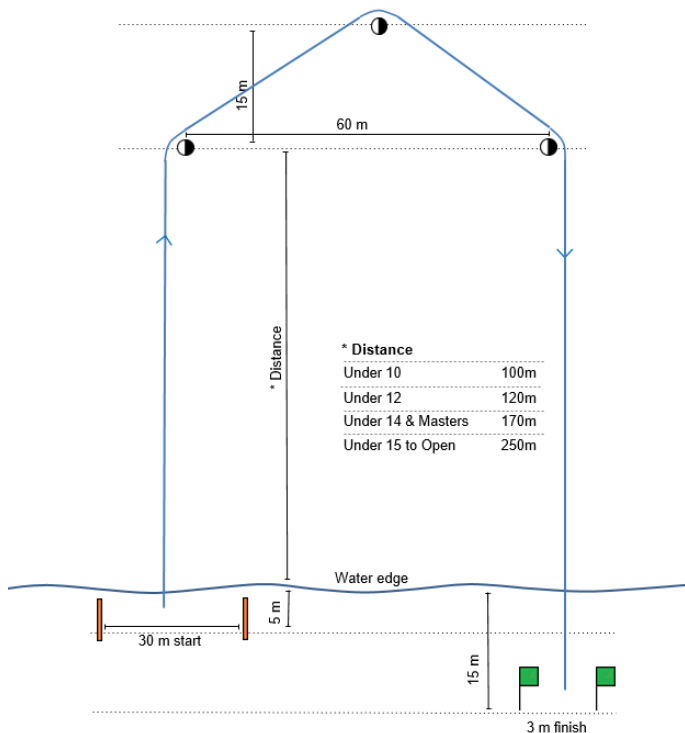 15 m
60 m
* Distance
* Distance
Under 10 100m
Under 12 120m
Under 14 & Masters 170m
Under 15 to Open 250m
Water edge
5 m
30 m start
15 m
3 m finish